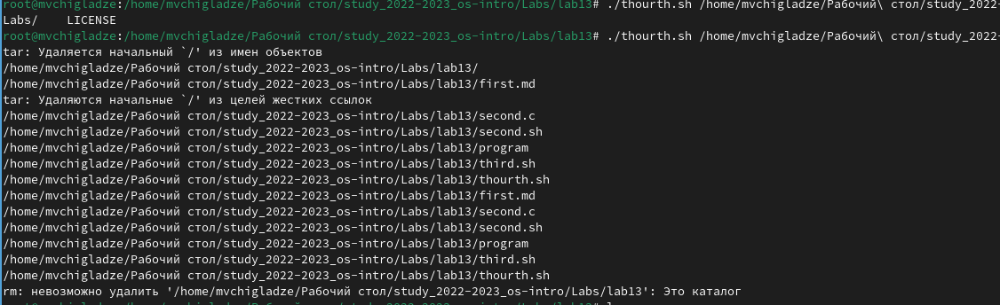 root@mvchigladze:/home/mvchigladze/Рабочий стол/study_2022-2023_os-intro/Labs/lab13# ./thourth.sh /home/mvchigladze/Рабочий\ стол/study_2022-
Labs/ LICENSE
root@mvchigladze:/home/mvchigladze/Рабочий стол/study_2022-2023_os-intro/Labs/lab13# ./thourth.sh /home/mvchigladze/Рабочий\ стол/study_2022-
tar: Удаляется начальный `/' из имен объектов
/home/mvchigladze/Рабочий стол/study_2022-2023_os-intro/Labs/lab13/
/home/mvchigladze/Рабочий стол/study_2022-2023_os-intro/Labs/lab13/first.md
tar: Удаляются начальные `/' из целей жестких ссылок
/home/mvchigladze/Рабочий стол/study_2022-2023_os-intro/Labs/lab13/second.c
/home/mvchigladze/Рабочий стол/study_2022-2023_os-intro/Labs/lab13/second.sh
/home/mvchigladze/Рабочий стол/study_2022-2023_os-intro/Labs/lab13/program
/home/mvchigladze/Рабочий стол/study_2022-2023_os-intro/Labs/lab13/third.sh
/home/mvchigladze/Рабочий стол/study_2022-2023_os-intro/Labs/lab13/thourth.sh
/home/mvchigladze/Рабочий стол/study_2022-2023_os-intro/Labs/lab13/first.md
/home/mvchigladze/Рабочий стол/study_2022-2023_os-intro/Labs/lab13/second.c
/home/mvchigladze/Рабочий стол/study_2022-2023_os-intro/Labs/lab13/second.sh
/home/mvchigladze/Рабочий стол/study_2022-2023_os-intro/Labs/lab13/program
/home/mvchigladze/Рабочий стол/study_2022-2023_os-intro/Labs/lab13/third.sh
/home/mvchigladze/Рабочий стол/study_2022-2023_os-intro/Labs/lab13/thourth.sh
rm: невозможно удалить '/home/mvchigladze/Рабочий стол/study_2022-2023_os-intro/Labs/lab13': Это каталог